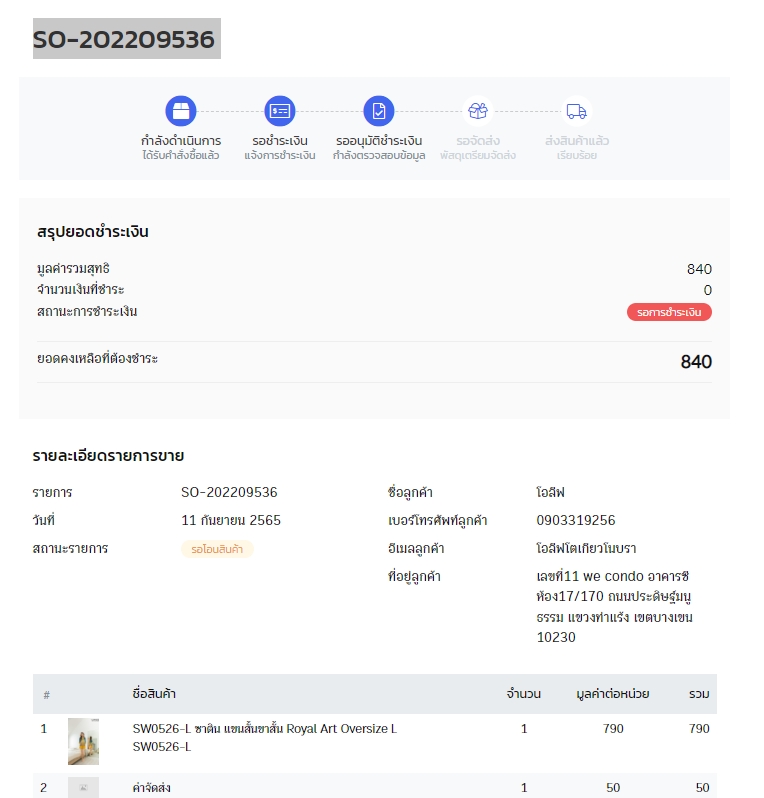 SO-202209536
กำลังดำเนินการ
ได้รับคำสั่งซื้อแล้ว
รอชำระเงิน
แจ้งการชำระเงิน
รออนุมัติชำระเงิน
กำลังตรวจสอบข้อมูล
รอจัดส่ง
พัสดุเตรียมจัดส่ง
ส่งสินค้าแล้ว
เรียบร้อย
สรุปยอดชำระเงิน
มูลค่ารวมสุทธิ 840
จำนวนเงินที่ชำระ 0
สถานะการชำระเงิน รอการชำระเงิน
ยอดคงเหลือที่ต้องชำระ 840
รายละเอียดรายการขาย
รายการ SO-202209536
วันที่ 11 กันยายน 2565
สถานะรายการ รอโอนสินค้า
ชื่อลูกค้า โอลีฟ
เบอร์โทรศัพท์ลูกค้า 0903319256
อีเมลลูกค้า โอลีฟโตเกียวโนบรา
ที่อยู่ลูกค้า เลขที่11 we condo อาคารซี
ห้อง17/170 ถนนประดิษฐ์มนู
ธรรม แขวงท่าแร้ง เขตบางเขน
10230
# ชื่อสินค้า จำนวน มูลค่าต่อหน่วย รวม
1 SW0526-L ซาติน แขนสั้นขาสั้น Royal Art Oversize L 1 790 790
SW0526-L
2 ค่าจัดส่ง 1 50 50